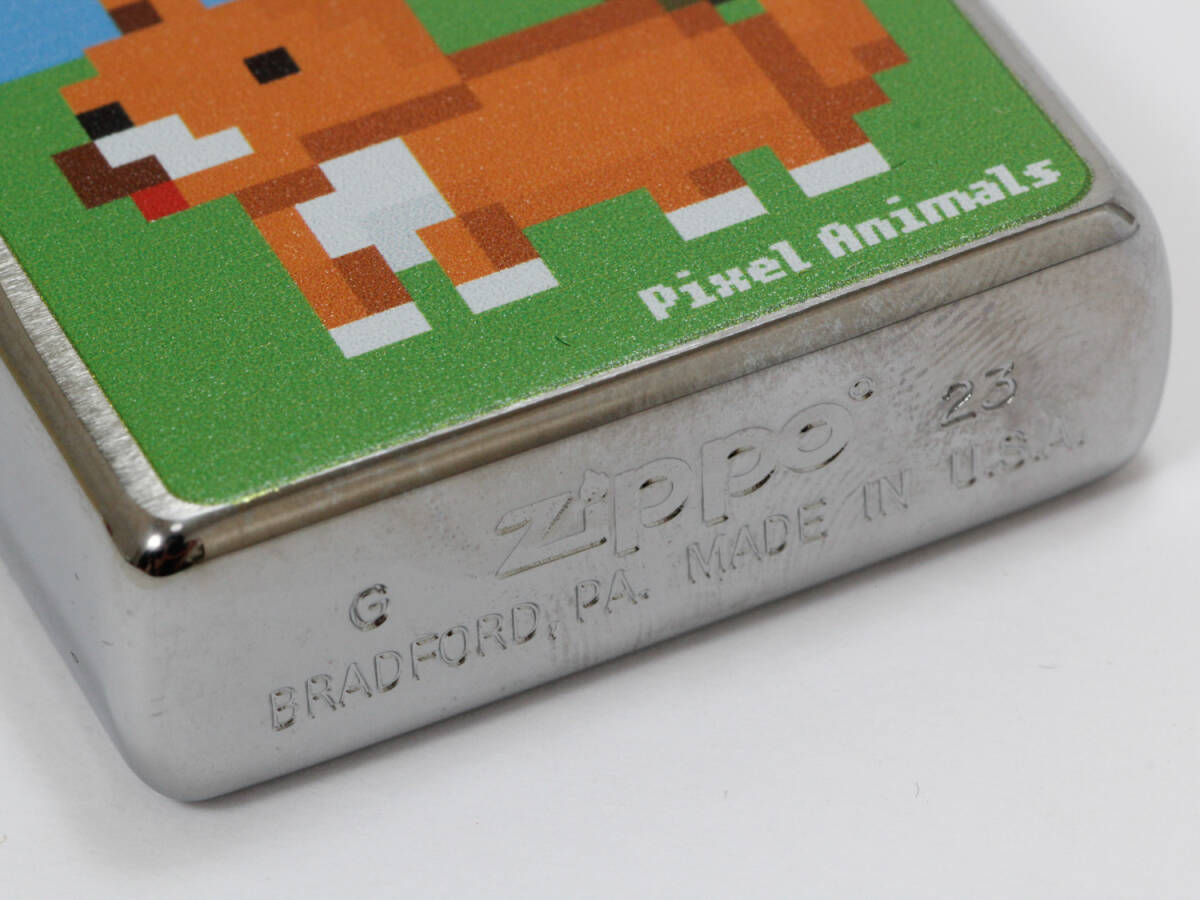 Pixel Animals
G zippo 23
BRADFORD, PA. MADE IN U.S.A.